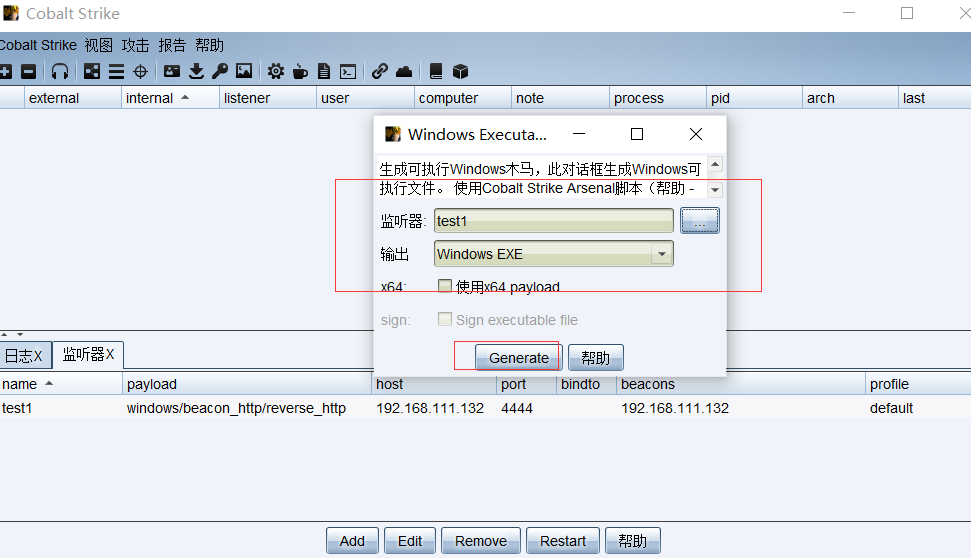 Cobalt Strike
Cobalt Strike 视图 攻击 报告 帮助
external internal listener user computer note process pid arch last
Windows Executa...
生成可执行Windows木马，此对话框生成Windows可
执行文件。 使用Cobalt Strike Arsenal脚本（帮助 -
监听器: test1 ...
输出 Windows EXE
x64: 使用x64 payload
sign: Sign executable file
Generate 帮助
日志X 监听器X
name payload host port bindto beacons profile
test1 windows/beacon_http/reverse_http 192.168.111.132 4444 192.168.111.132 default
Add Edit Remove Restart 帮助